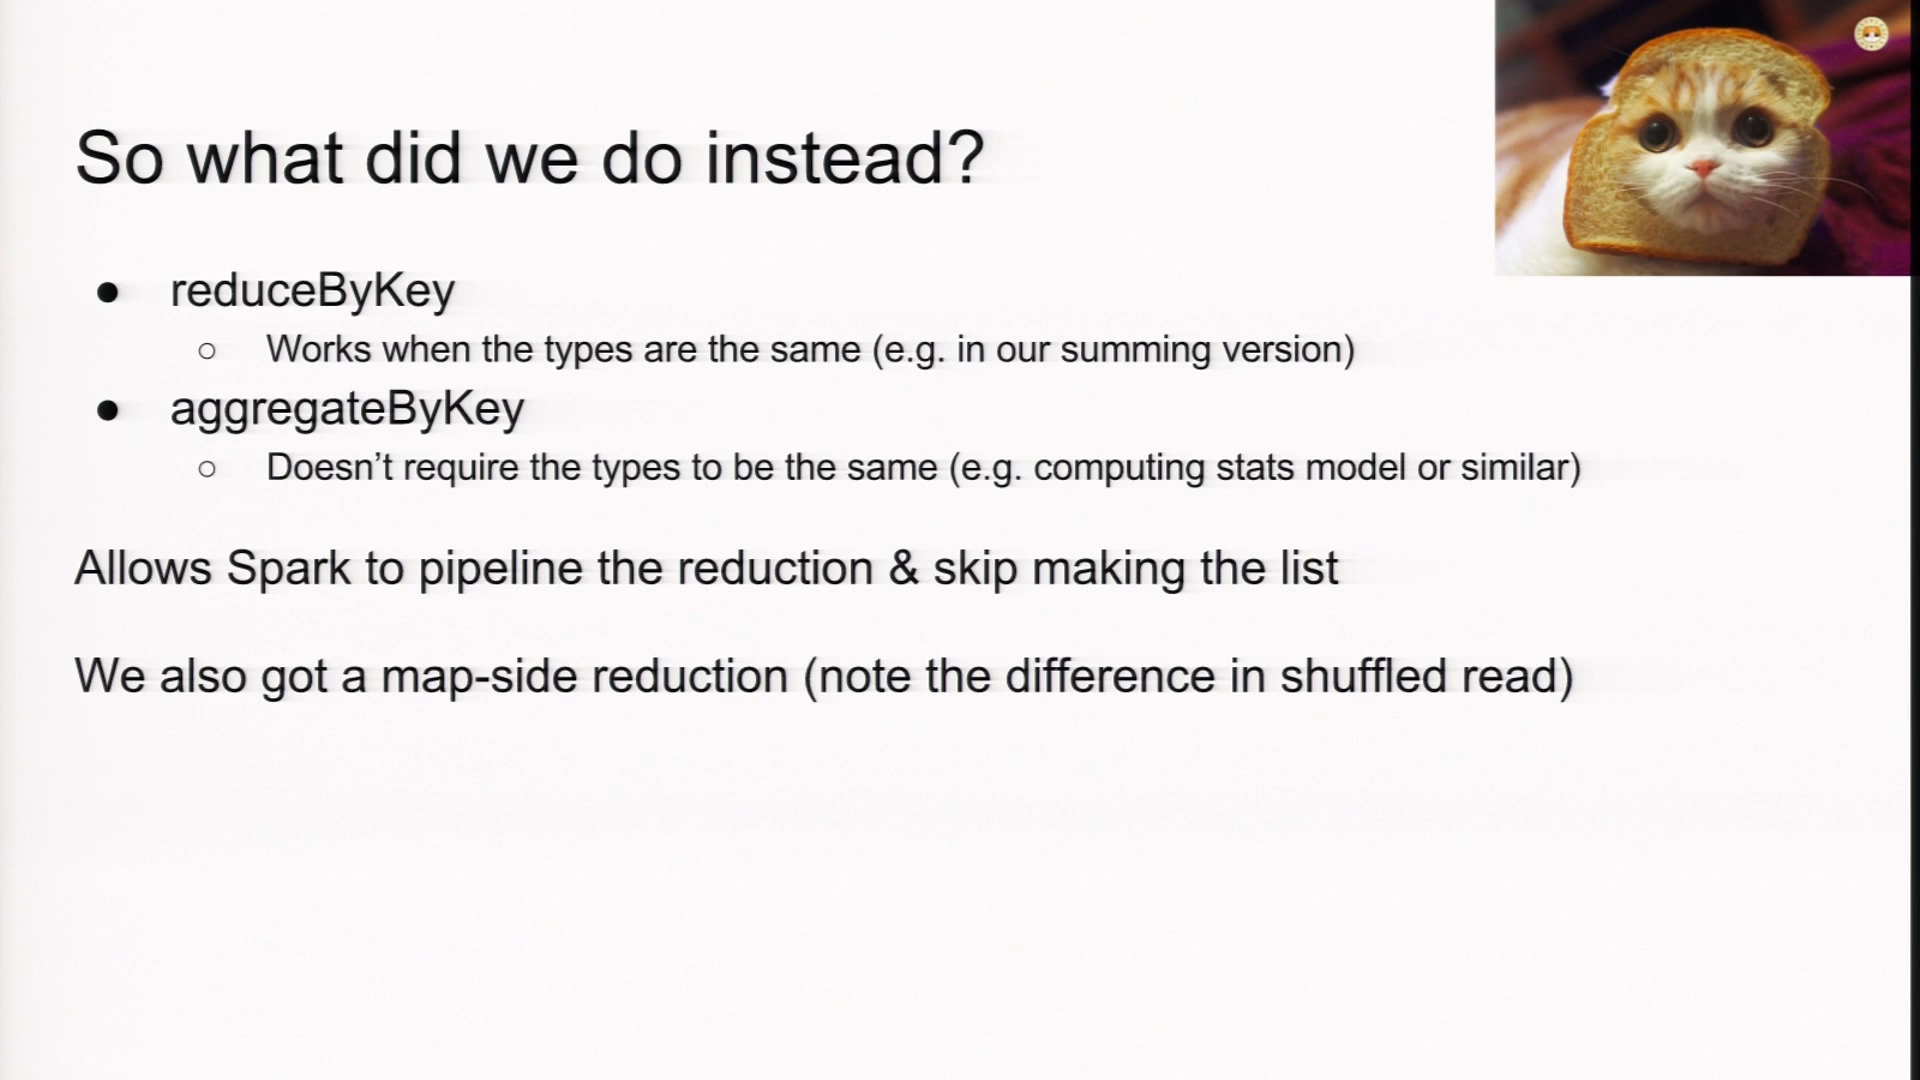 So what did we do instead?
● reduceByKey
○ Works when the types are the same (e.g. in our summing version)
● aggregateByKey
○ Doesn’t require the types to be the same (e.g. computing stats model or similar)
Allows Spark to pipeline the reduction & skip making the list
We also got a map-side reduction (note the difference in shuffled read)